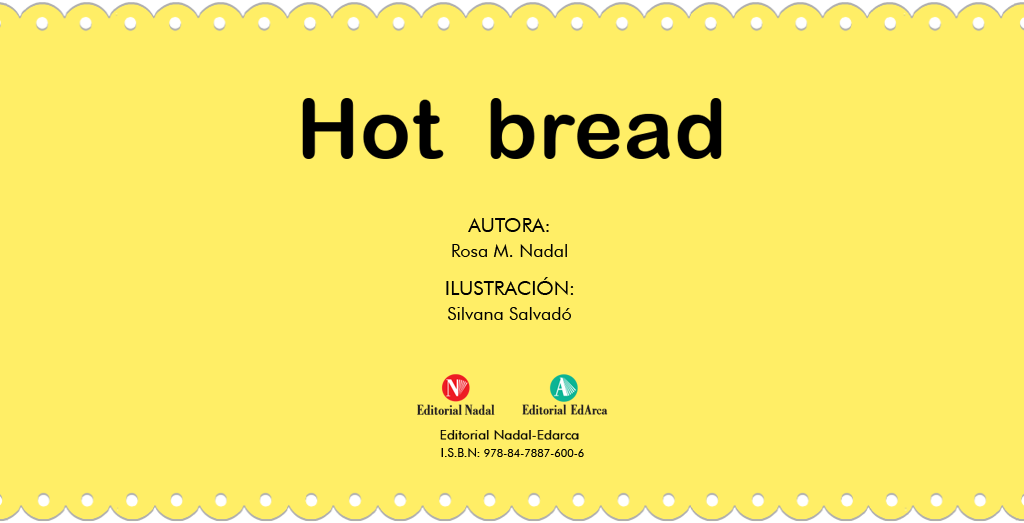 Hot bread
AUTORA:
Rosa M. Nadal
ILUSTRACIÓN:
Silvana Salvadó
N A
Editorial Nadal Editorial EdArca
Editorial Nadal-Edarca
I.S.B.N: 978-84-7887-600-6